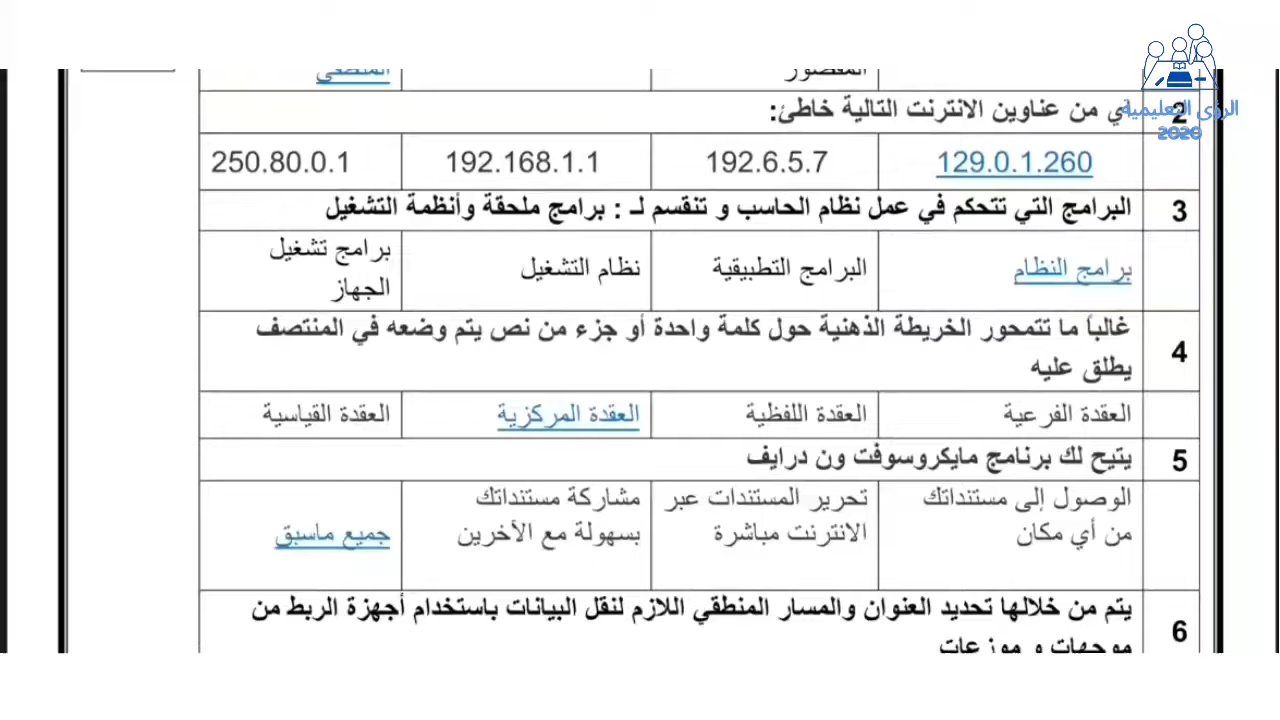 المقصور
المنطقي
الرؤى التعليمية
2020
2
ي من عناوين الانترنت التالية خاطئ:
129.0.1.260
192.6.5.7
192.168.1.1
250.80.0.1
3
البرامج التي تتحكم في عمل نظام الحاسب و تنقسم لـ : برامج ملحقة وأنظمة التشغيل
برامج النظام
البرامج التطبيقية
نظام التشغيل
برامج تشغيل
الجهاز
4
غالباً ما تتمحور الخريطة الذهنية حول كلمة واحدة أو جزء من نص يتم وضعه في المنتصف
يطلق عليه
العقدة الفرعية
العقدة اللفظية
العقدة المركزية
العقدة القياسية
5
يتيح لك برنامج مايكروسوفت ون درايف
الوصول إلى مستنداتك
من أي مكان
تحرير المستندات عبر
الانترنت مباشرة
مشاركة مستنداتك
بسهولة مع الآخرين
جميع ماسبق
6
يتم من خلالها تحديد العنوان والمسار المنطقي اللازم لنقل البيانات باستخدام أجهزة الربط من
موجهات و موزعات